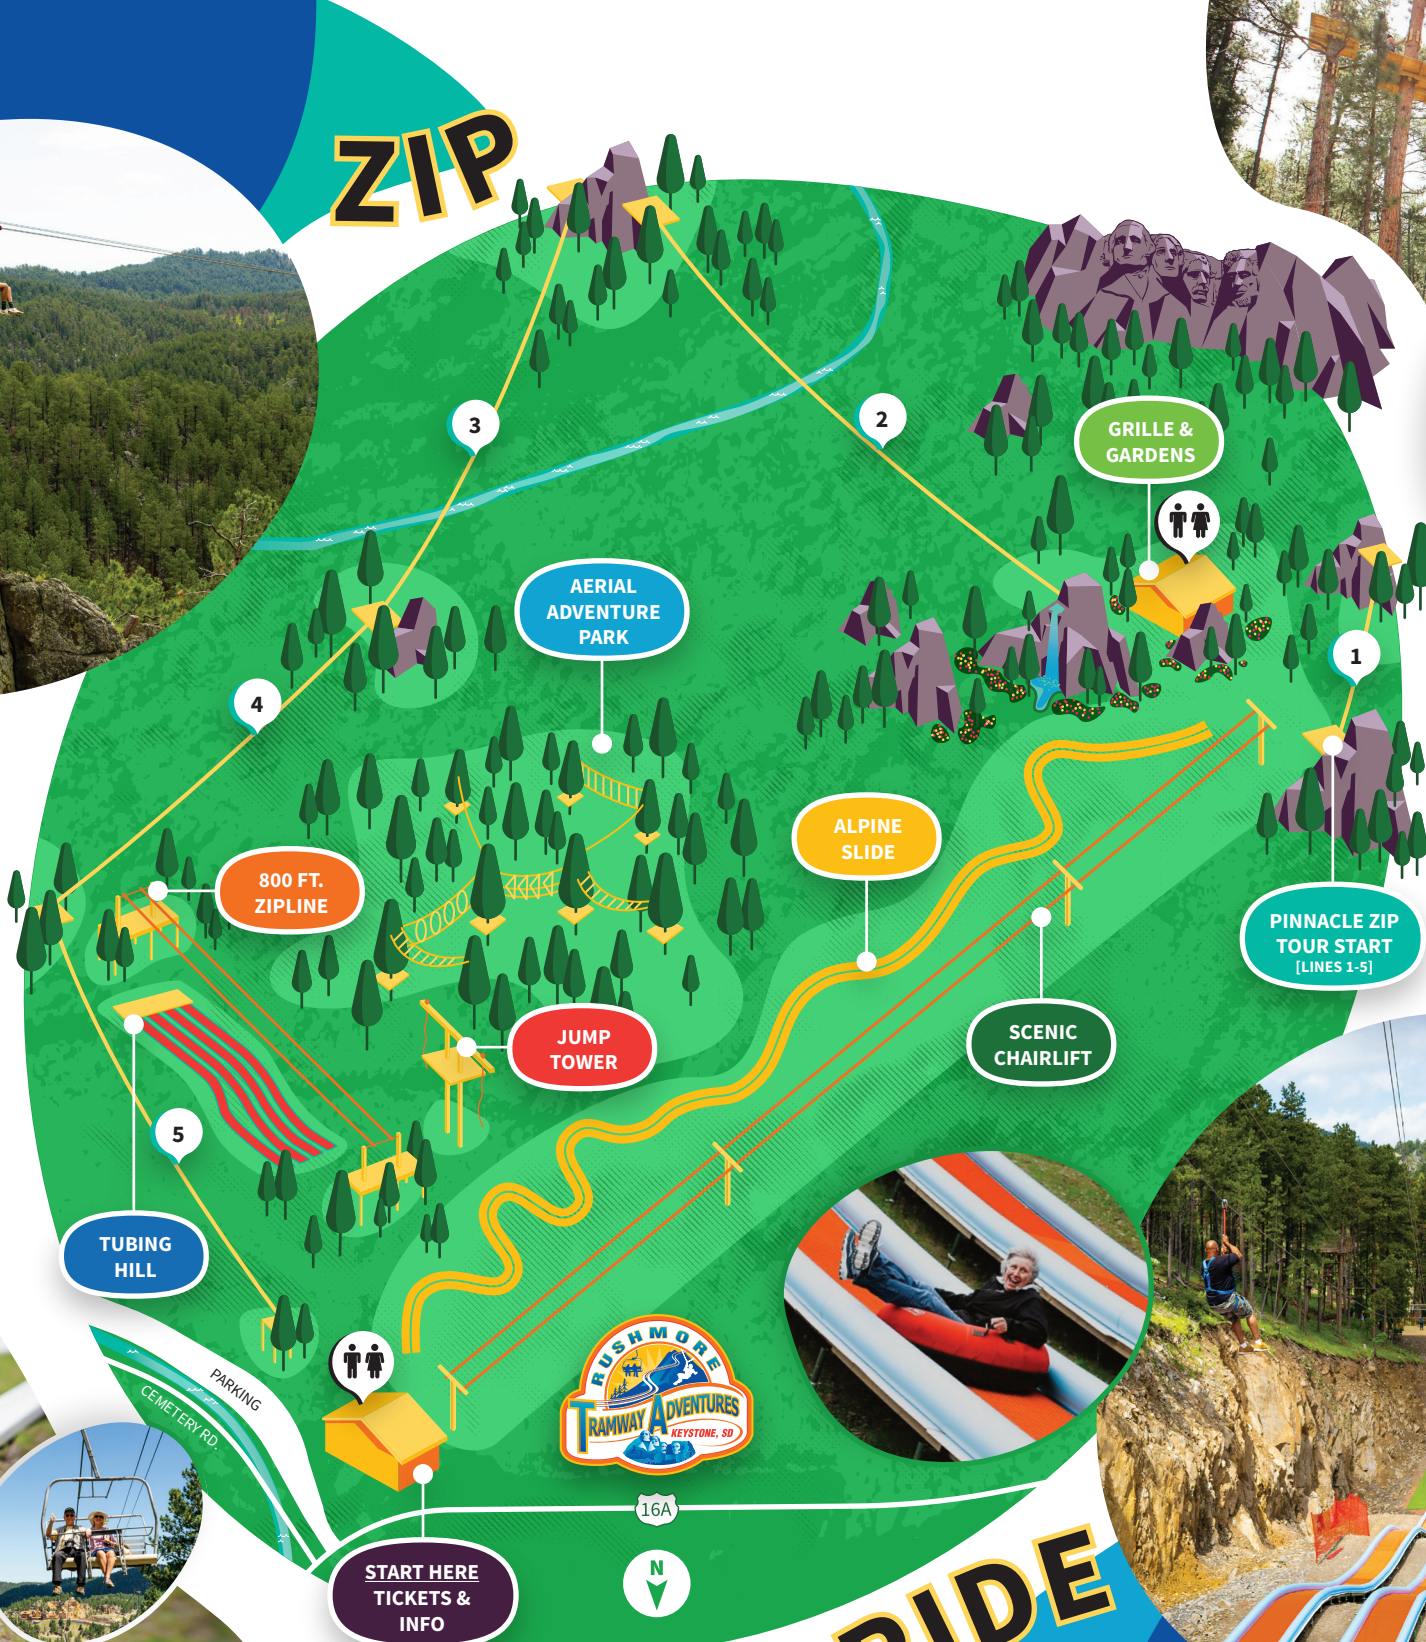 ZIP
3
2
GRILLE &
GARDENS
AERIAL
ADVENTURE
PARK
1
4
ALPINE
SLIDE
800 FT.
ZIPLINE
PINNACLE ZIP
TOUR START
[LINES 1-5]
JUMP
TOWER
SCENIC
CHAIRLIFT
5
TUBING
HILL
PARKING
CEMETERY RD.
RUSHMORE
TRAMWAY ADVENTURES
KEYSTONE, SD
16A
START HERE
TICKETS &
INFO
N
RIDE